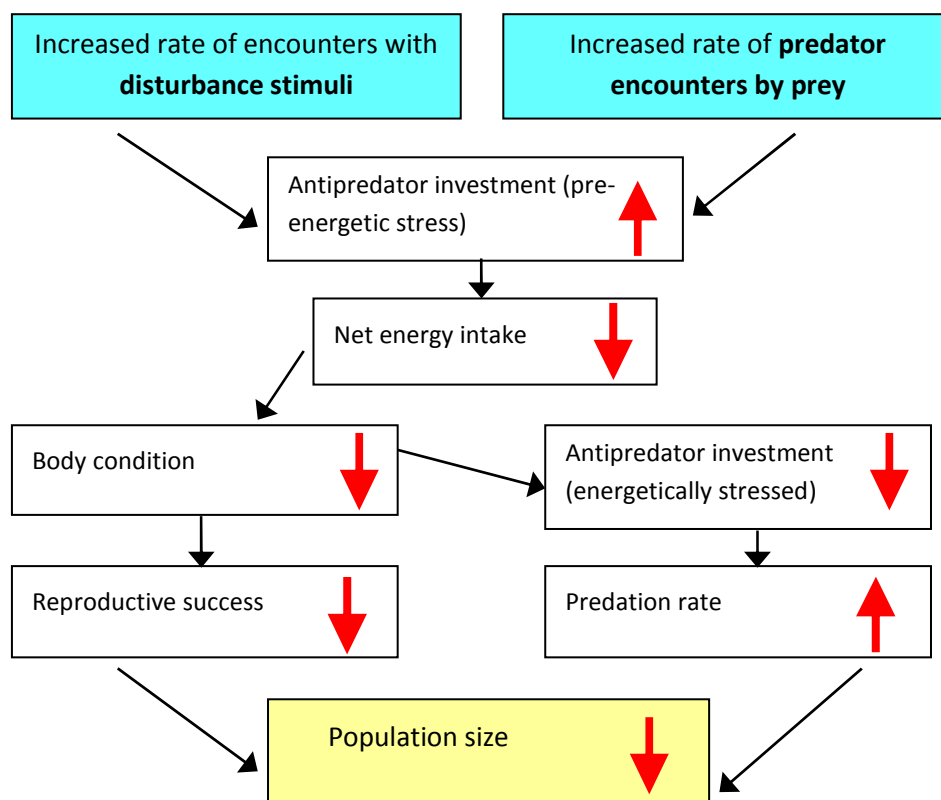 Increased rate of encounters with
disturbance stimuli
Increased rate of predator
encounters by prey
Antipredator investment (pre-
energetic stress)
Net energy intake
Body condition
Antipredator investment
(energetically stressed)
Reproductive success
Predation rate
Population size